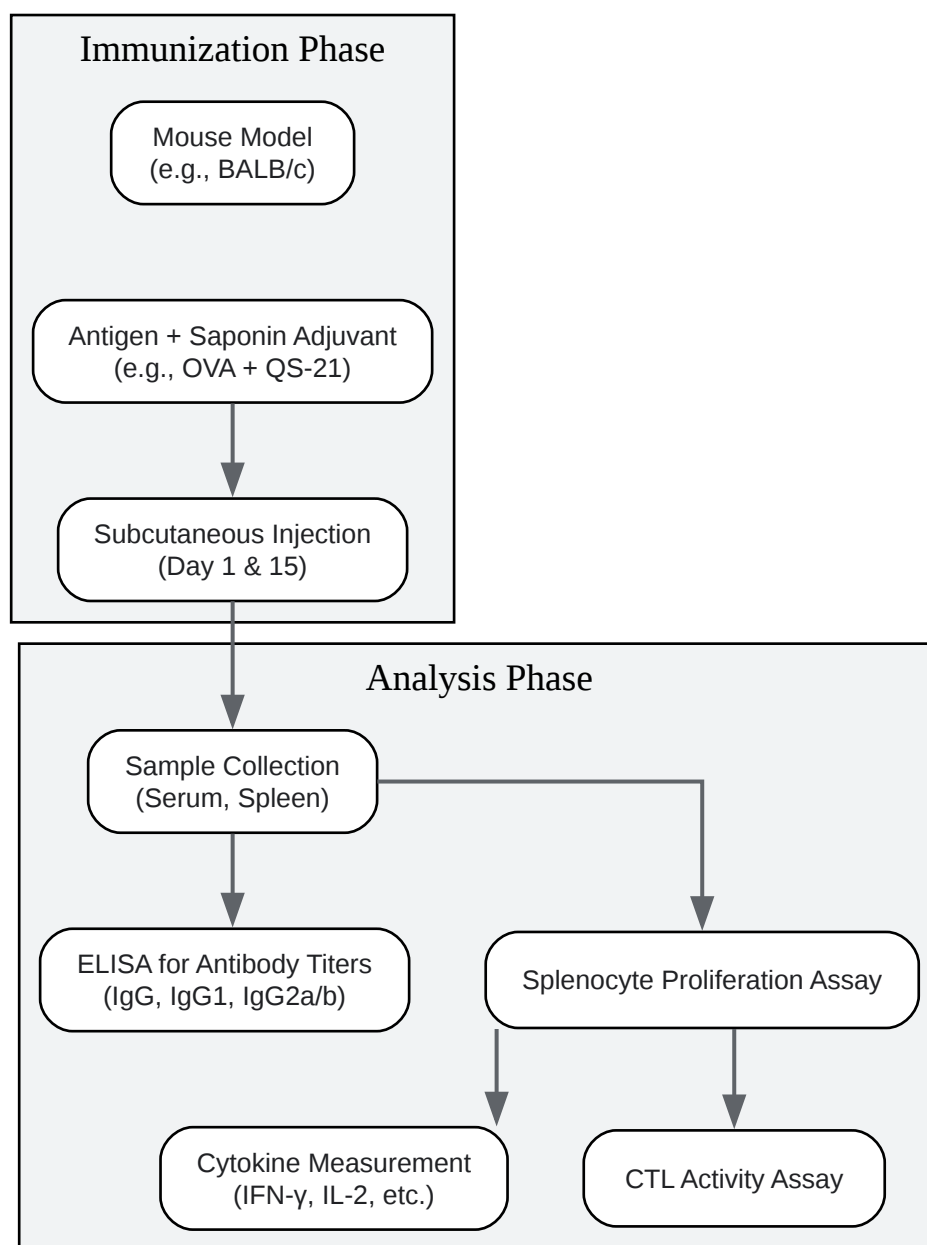 Immunization Phase
Mouse Model
(e.g., BALB/c)
Antigen + Saponin Adjuvant
(e.g., OVA + QS-21)
Subcutaneous Injection
(Day 1 & 15)
Analysis Phase
Sample Collection
(Serum, Spleen)
ELISA for Antibody Titers
(IgG, IgG1, IgG2a/b)
Splenocyte Proliferation Assay
Cytokine Measurement
(IFN-γ, IL-2, etc.)
CTL Activity Assay